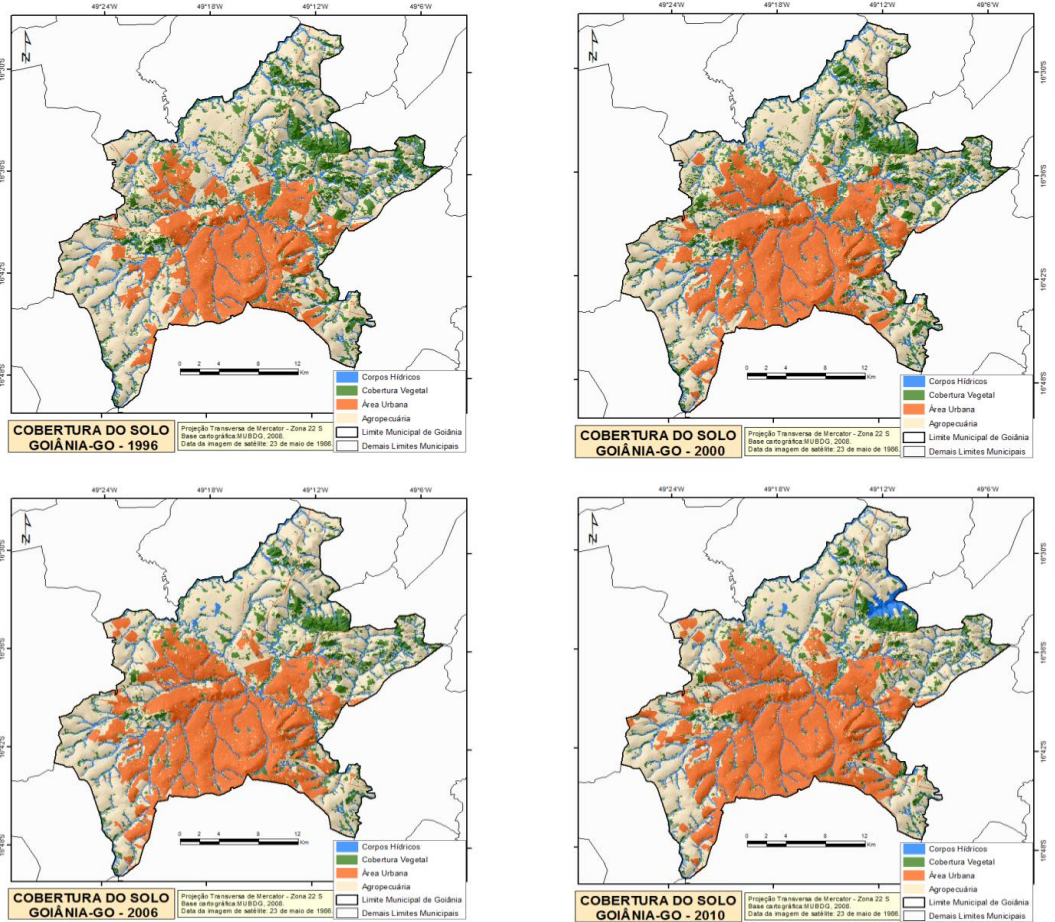 49°24'W 49°18'W 49°12'W 49°6'W
N
16°30'S
16°36'S
16°42'S
16°48'S
0 2 4 8 12
Km
Corpos Hídricos
Cobertura Vegetal
Área Urbana
Agropecuária
Limite Municipal de Goiânia
Demais Limites Municipais
COBERTURA DO SOLO
GOIÂNIA-GO - 1996
Projeção Transversa de Mercator - Zona 22 S
Base cartográfica:MUBDG, 2008.
Data da imagem de satélite: 23 de maio de 1986.
49°24'W 49°18'W 49°12'W 49°6'W
N
16°30'S
16°36'S
16°42'S
16°48'S
0 2 4 8 12
Km
Corpos Hídricos
Cobertura Vegetal
Área Urbana
Agropecuária
Limite Municipal de Goiânia
Demais Limites Municipais
COBERTURA DO SOLO
GOIÂNIA-GO - 2000
Projeção Transversa de Mercator - Zona 22 S
Base cartográfica:MUBDG, 2008.
Data da imagem de satélite: 23 de maio de 1986.
49°24'W 49°18'W 49°12'W 49°6'W
N
16°30'S
16°36'S
16°42'S
16°48'S
0 2 4 8 12
Km
Corpos Hídricos
Cobertura Vegetal
Área Urbana
Agropecuária
Limite Municipal de Goiânia
Demais Limites Municipais
COBERTURA DO SOLO
GOIÂNIA-GO - 2006
Projeção Transversa de Mercator - Zona 22 S
Base cartográfica:MUBDG, 2008.
Data da imagem de satélite: 23 de maio de 1986.
49°24'W 49°18'W 49°12'W 49°6'W
N
16°30'S
16°36'S
16°42'S
16°48'S
0 2 4 8 12
Km
Corpos Hídricos
Cobertura Vegetal
Área Urbana
Agropecuária
Limite Municipal de Goiânia
Demais Limites Municipais
COBERTURA DO SOLO
GOIÂNIA-GO - 2010
Projeção Transversa de Mercator - Zona 22 S
Base cartográfica:MUBDG, 2008.
Data da imagem de satélite: 23 de maio de 1986.